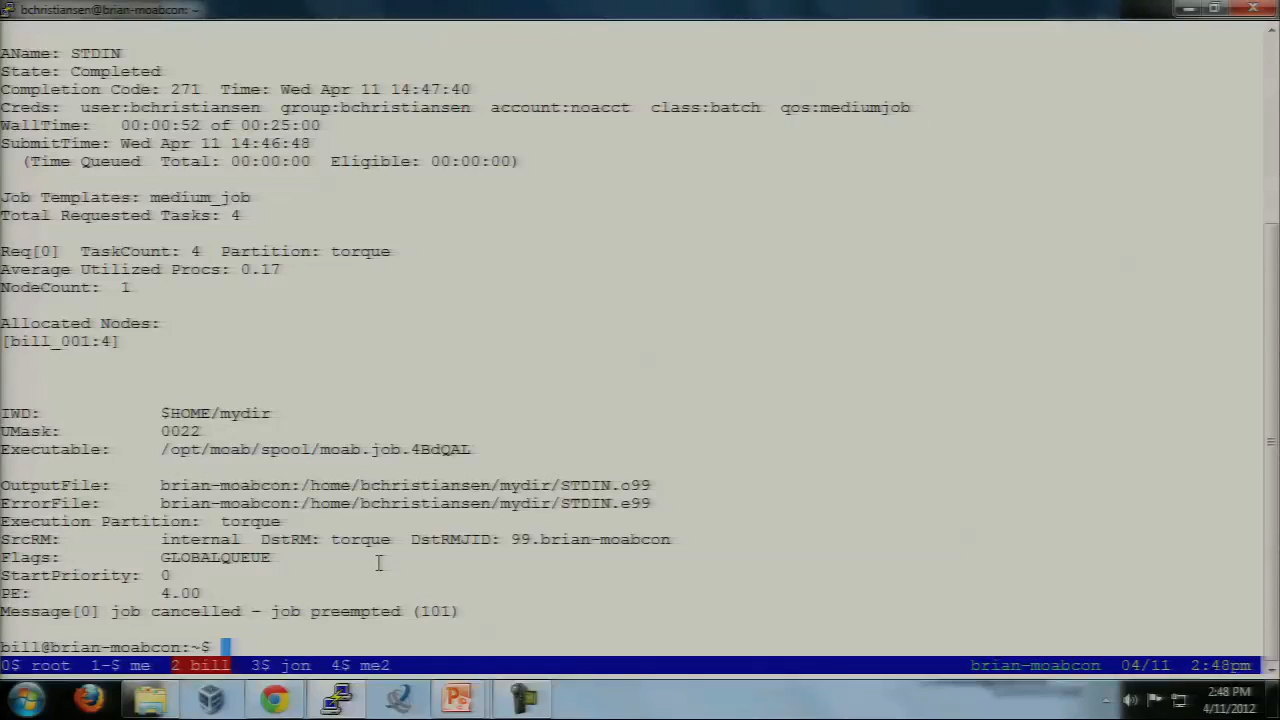 bchristiansen@brian-moabcon: ~
AName: STDIN
State: Completed
Completion Code: 271  Time: Wed Apr 11 14:47:40
Creds:  user:bchristiansen  group:bchristiansen  account:noacct  class:batch  qos:mediumjob
WallTime:   00:00:52 of 00:25:00
SubmitTime: Wed Apr 11 14:46:48
(Time Queued  Total: 00:00:00  Eligible: 00:00:00)
Job Templates: medium_job
Total Requested Tasks: 4
Req[0]  TaskCount: 4  Partition: torque
Average Utilized Procs: 0.17
NodeCount:  1
Allocated Nodes:
[bill_001:4]
IWD:            $HOME/mydir
UMask:          0022
Executable:     /opt/moab/spool/moab.job.4BdQAL
OutputFile:     brian-moabcon:/home/bchristiansen/mydir/STDIN.o99
ErrorFile:      brian-moabcon:/home/bchristiansen/mydir/STDIN.e99
Execution Partition:  torque
SrcRM:          internal  DstRM: torque  DstRMJID: 99.brian-moabcon
Flags:          GLOBALQUEUE
StartPriority:  0
PE:             4.00
Message[0] job cancelled - job preempted (101)
bill@brian-moabcon:~$
0$ root  1-$ me  2 bill  3$ jon  4$ me2  brian-moabcon  04/11  2:48pm
2:48 PM
4/11/2012